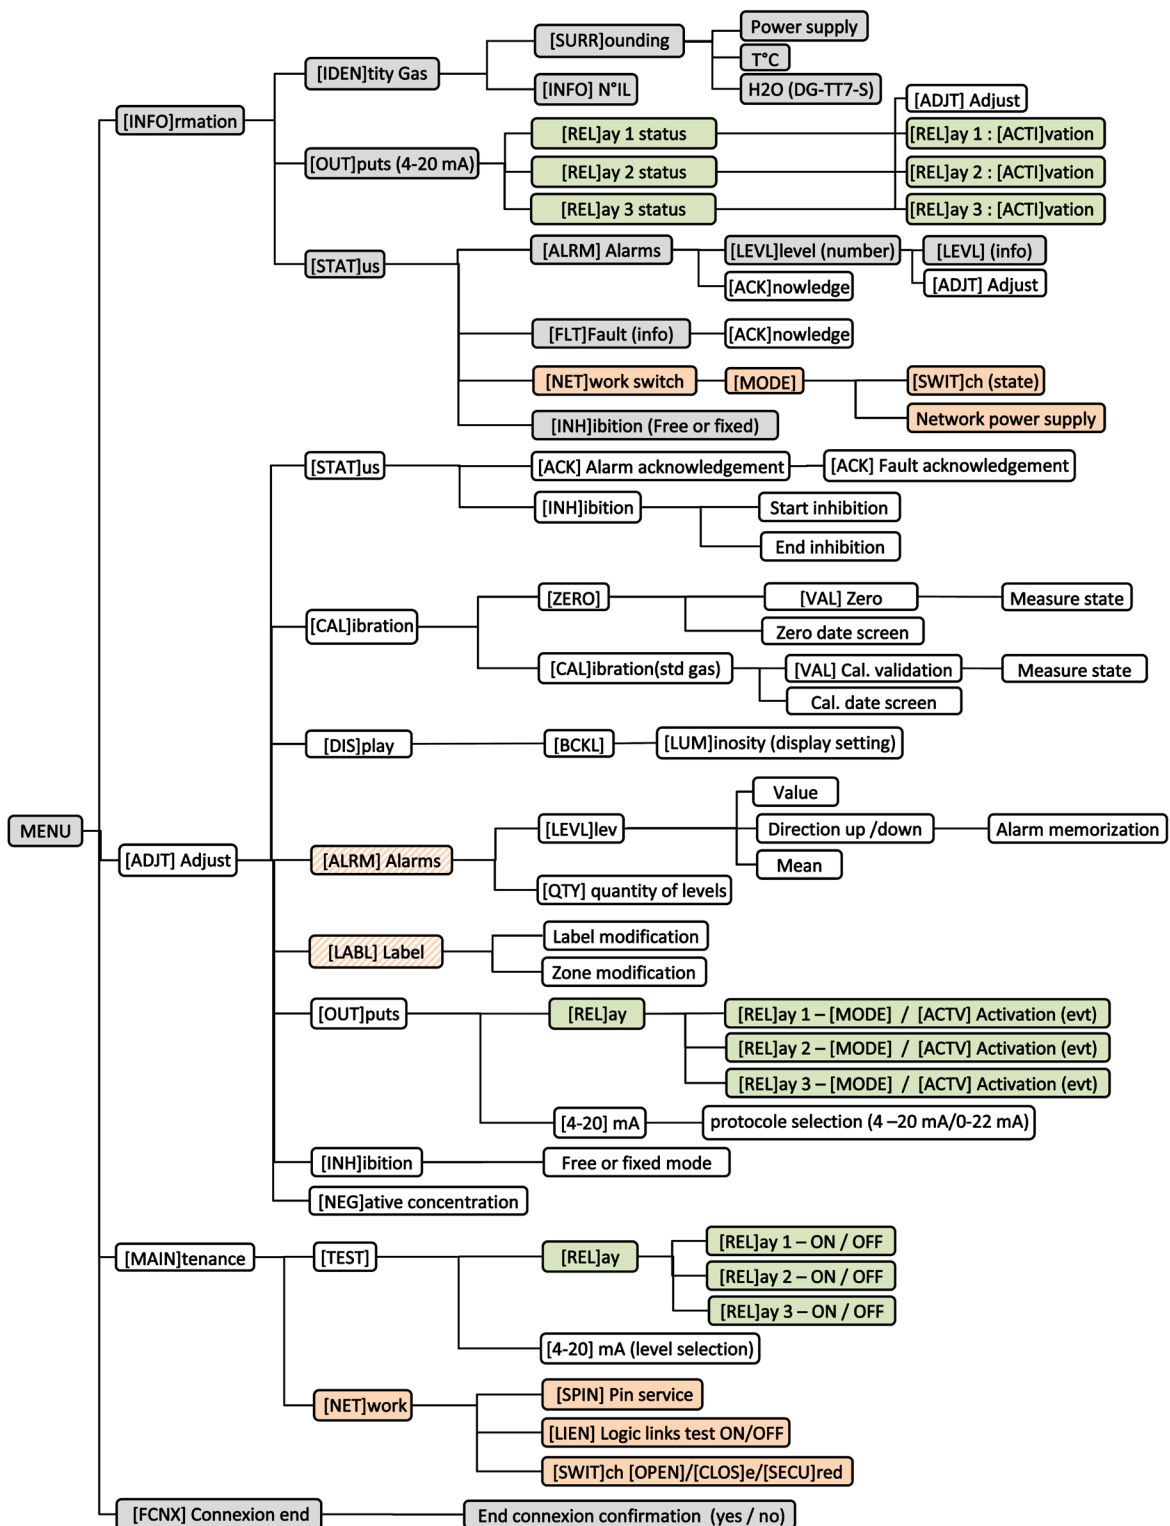 [SURR]ounding
Power supply
T°C
H2O (DG-TT7-S)
[IDEN]tity Gas
[INFO] N°IL
[INFO]rmation
[ADJT] Adjust
[REL]ay 1 status
[REL]ay 1 : [ACTI]vation
[OUT]puts (4-20 mA)
[REL]ay 2 status
[REL]ay 2 : [ACTI]vation
[REL]ay 3 status
[REL]ay 3 : [ACTI]vation
[STAT]us
[ALRM] Alarms
[LEVL]level (number)
[LEVL] (info)
[ACK]nowledge
[ADJT] Adjust
[FLT]Fault (info)
[ACK]nowledge
[NET]work switch
[MODE]
[SWIT]ch (state)
Network power supply
[INH]ibition (Free or fixed)
[STAT]us
[ACK] Alarm acknowledgement
[ACK] Fault acknowledgement
[INH]ibition
Start inhibition
End inhibition
[CAL]ibration
[ZERO]
[VAL] Zero
Measure state
Zero date screen
[CAL]ibration(std gas)
[VAL] Cal. validation
Measure state
Cal. date screen
[DIS]play
[BCKL]
[LUM]inosity (display setting)
MENU
[ADJT] Adjust
[ALRM] Alarms
[LEVL]lev
Value
Direction up /down
Alarm memorization
Mean
[QTY] quantity of levels
[LABL] Label
Label modification
Zone modification
[OUT]puts
[REL]ay
[REL]ay 1 – [MODE] / [ACTV] Activation (evt)
[REL]ay 2 – [MODE] / [ACTV] Activation (evt)
[REL]ay 3 – [MODE] / [ACTV] Activation (evt)
[4-20] mA
protocole selection (4 –20 mA/0-22 mA)
[INH]ibition
Free or fixed mode
[NEG]ative concentration
[MAIN]tenance
[TEST]
[REL]ay
[REL]ay 1 – ON / OFF
[REL]ay 2 – ON / OFF
[REL]ay 3 – ON / OFF
[4-20] mA (level selection)
[NET]work
[SPIN] Pin service
[LIEN] Logic links test ON/OFF
[SWIT]ch [OPEN]/[CLOS]e/[SECU]red
[FCNX] Connexion end
End connexion confirmation (yes / no)